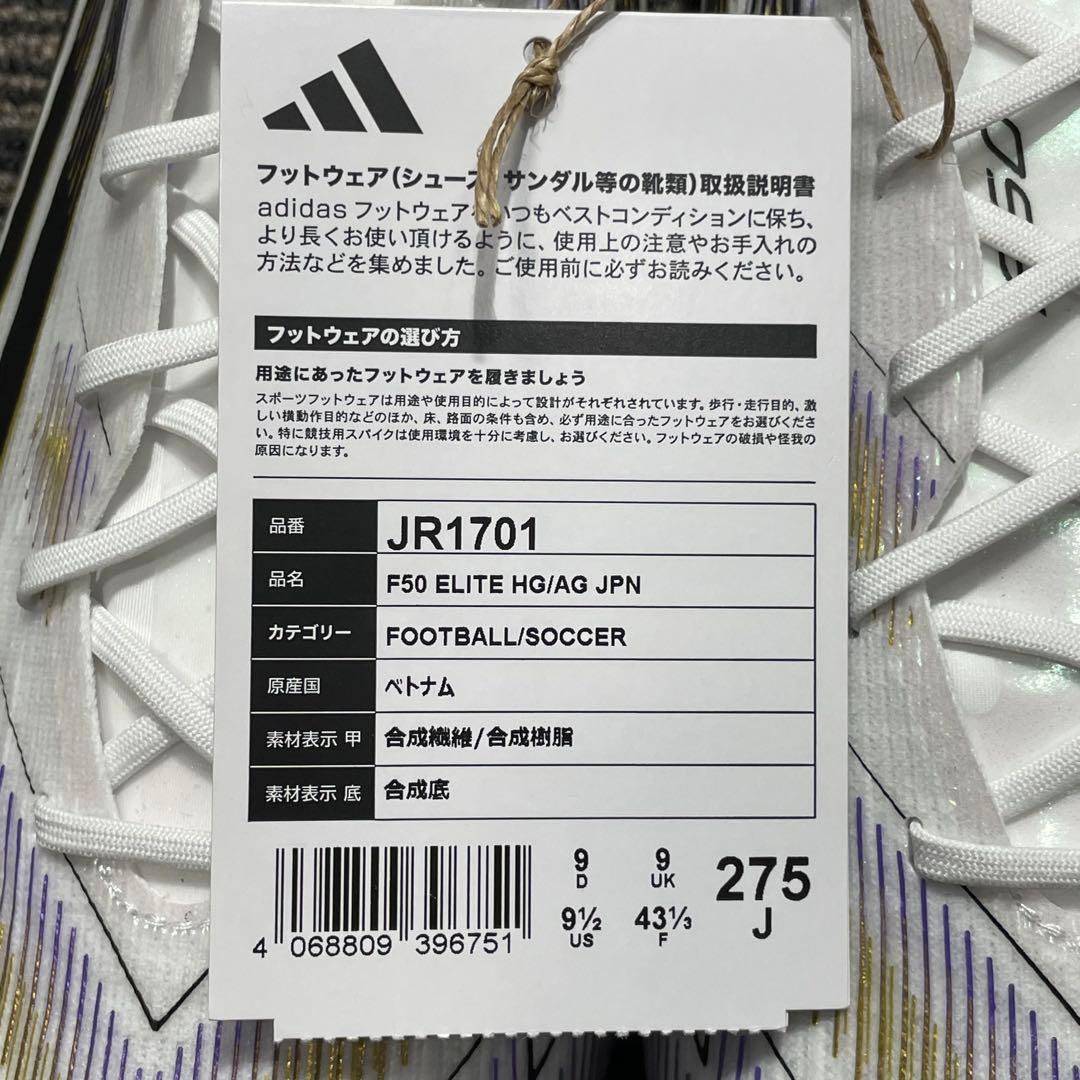 フットウェア(シューズ、サンダル等の靴類)取扱説明書
adidas フットウェアをいつもベストコンディションに保ち、
より長くお使い頂けるように、使用上の注意やお手入れの
方法などを集めました。ご使用前に必ずお読みください。
フットウェアの選び方
用途にあったフットウェアを履きましょう
スポーツフットウェアは用途や使用目的によって設計がそれぞれされています。歩行・走行目的、激
しい横動作目的などのほか、床、路面の条件も含め、必ず用途に合ったフットウェアをお選びくださ
い。特に競技用スパイクは使用環境を十分に考慮し、お選びください。フットウェアの破損や怪我の
原因になります。
品番 JR1701
品名 F50 ELITE HG/AG JPN
カテゴリー FOOTBALL/SOCCER
原産国 ベトナム
素材表示 甲 合成繊維/合成樹脂
素材表示 底 合成底
9 9 275
D UK J
9½ 43⅓
US F
4 068809 396751